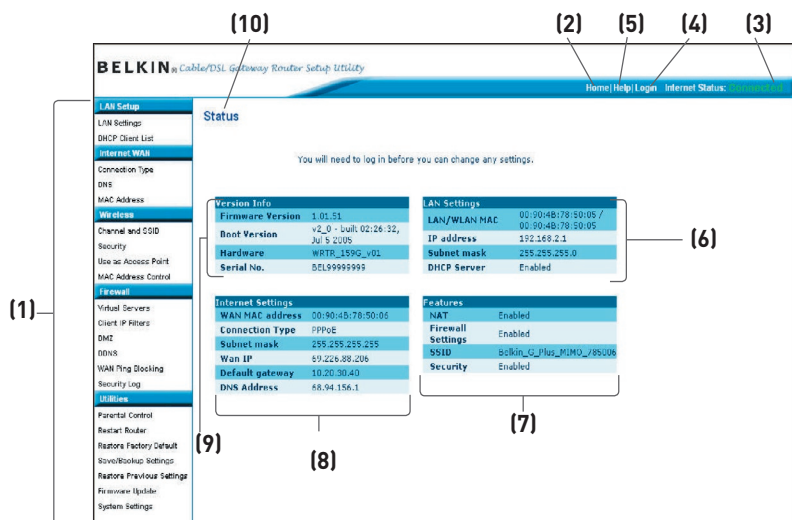 (10) (2) (5) (4) (3)
BELKIN® Cable/DSL Gateway Router Setup Utility
Home| Help| Login Internet Status: Connected
LAN Setup
LAN Settings
DHCP Client List
Internet WAN
Connection Type
DNS
MAC Address
Wireless
Channel and SSID
Security
Use as Access Point
MAC Address Control
Firewall
Virtual Servers
Client IP Filters
DMZ
DDNS
WAN Ping Blocking
Security Log
Utilities
Parental Control
Restart Router
Restore Factory Default
Save/Backup Settings
Restore Previous Settings
Firmware Update
System Settings
(1)
Status
You will need to log in before you can change any settings.
Version Info
Firmware Version 1.01.51
Boot Version v2_0 - built 02:26:32,
Jul 5 2005
Hardware WRTR_159G_v01
Serial No. BEL99999999
(9)
LAN Settings
LAN/WLAN MAC 00:90:4B:78:50:05 /
00:90:4B:78:50:05
IP address 192.168.2.1
Subnet mask 255.255.255.0
DHCP Server Enabled
(6)
Internet Settings
WAN MAC address 00:90:4B:78:50:06
Connection Type PPPoE
Subnet mask 255.255.255.255
Wan IP 69.226.88.206
Default gateway 10.20.30.40
DNS Address 68.94.156.1
(8)
Features
NAT Enabled
Firewall
Settings Enabled
SSID Belkin_G_Plus_MIMO_785006
Security Enabled
(7)